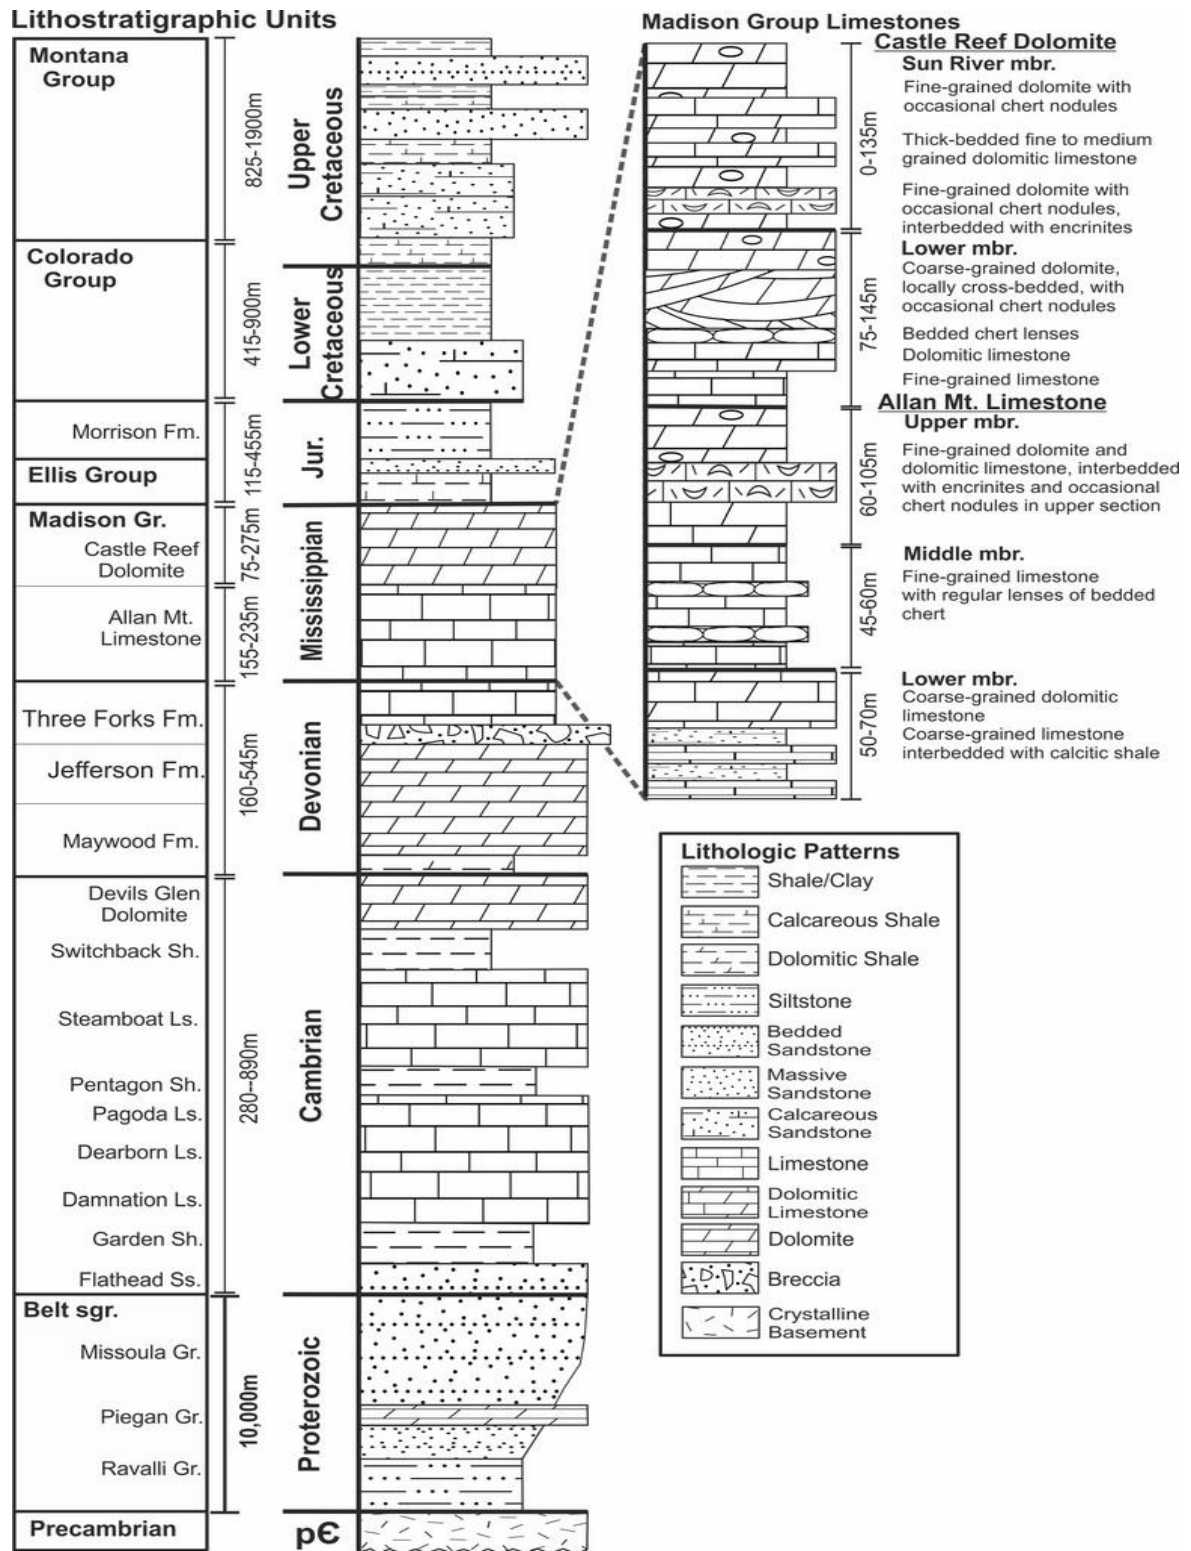 Lithostratigraphic Units
Montana
Group
825-1900m
Upper
Cretaceous
Colorado
Group
415-900m
Lower
Cretaceous
Morrison Fm.
Ellis Group
115-455m
Jur.
Madison Gr.
Castle Reef
Dolomite
75-275m
Allan Mt.
Limestone
155-235m
Mississippian
Three Forks Fm.
Jefferson Fm.
Maywood Fm.
160-545m
Devonian
Devils Glen
Dolomite
Switchback Sh.
Steamboat Ls.
Pentagon Sh.
Pagoda Ls.
Dearborn Ls.
Damnation Ls.
Garden Sh.
Flathead Ss.
280--890m
Cambrian
Belt sgr.
Missoula Gr.
Piegan Gr.
Ravalli Gr.
10,000m
Proterozoic
Precambrian
pЄ
Madison Group Limestones
Castle Reef Dolomite
Sun River mbr.
Fine-grained dolomite with
occasional chert nodules
Thick-bedded fine to medium
grained dolomitic limestone
Fine-grained dolomite with
occasional chert nodules,
interbedded with encrinites
0-135m
Lower mbr.
Coarse-grained dolomite,
locally cross-bedded, with
occasional chert nodules
Bedded chert lenses
Dolomitic limestone
Fine-grained limestone
75-145m
Allan Mt. Limestone
Upper mbr.
Fine-grained dolomite and
dolomitic limestone, interbedded
with encrinites and occasional
chert nodules in upper section
60-105m
Middle mbr.
Fine-grained limestone
with regular lenses of bedded
chert
45-60m
Lower mbr.
Coarse-grained dolomitic
limestone
Coarse-grained limestone
interbedded with calcitic shale
50-70m
Lithologic Patterns
Shale/Clay
Calcareous Shale
Dolomitic Shale
Siltstone
Bedded
Sandstone
Massive
Sandstone
Calcareous
Sandstone
Limestone
Dolomitic
Limestone
Dolomite
Breccia
Crystalline
Basement